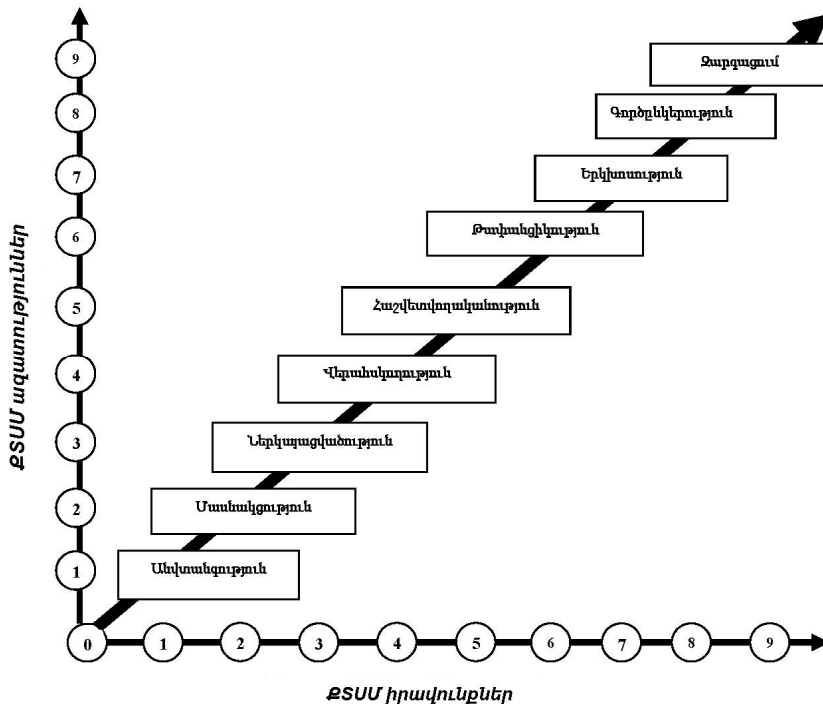 9
Զարգացում
8
Գործընկերություն
7
Երկխոսություն
6
Թափանցիկություն
5
Հաշվետվողականություն
4
Վերահսկողություն
3
Ներկայացվածություն
2
Մասնակցություն
1
Անվտանգություն
ՔՏՍՄ ազատություններ
0 1 2 3 4 5 6 7 8 9
ՔՏՍՄ իրավունքներ